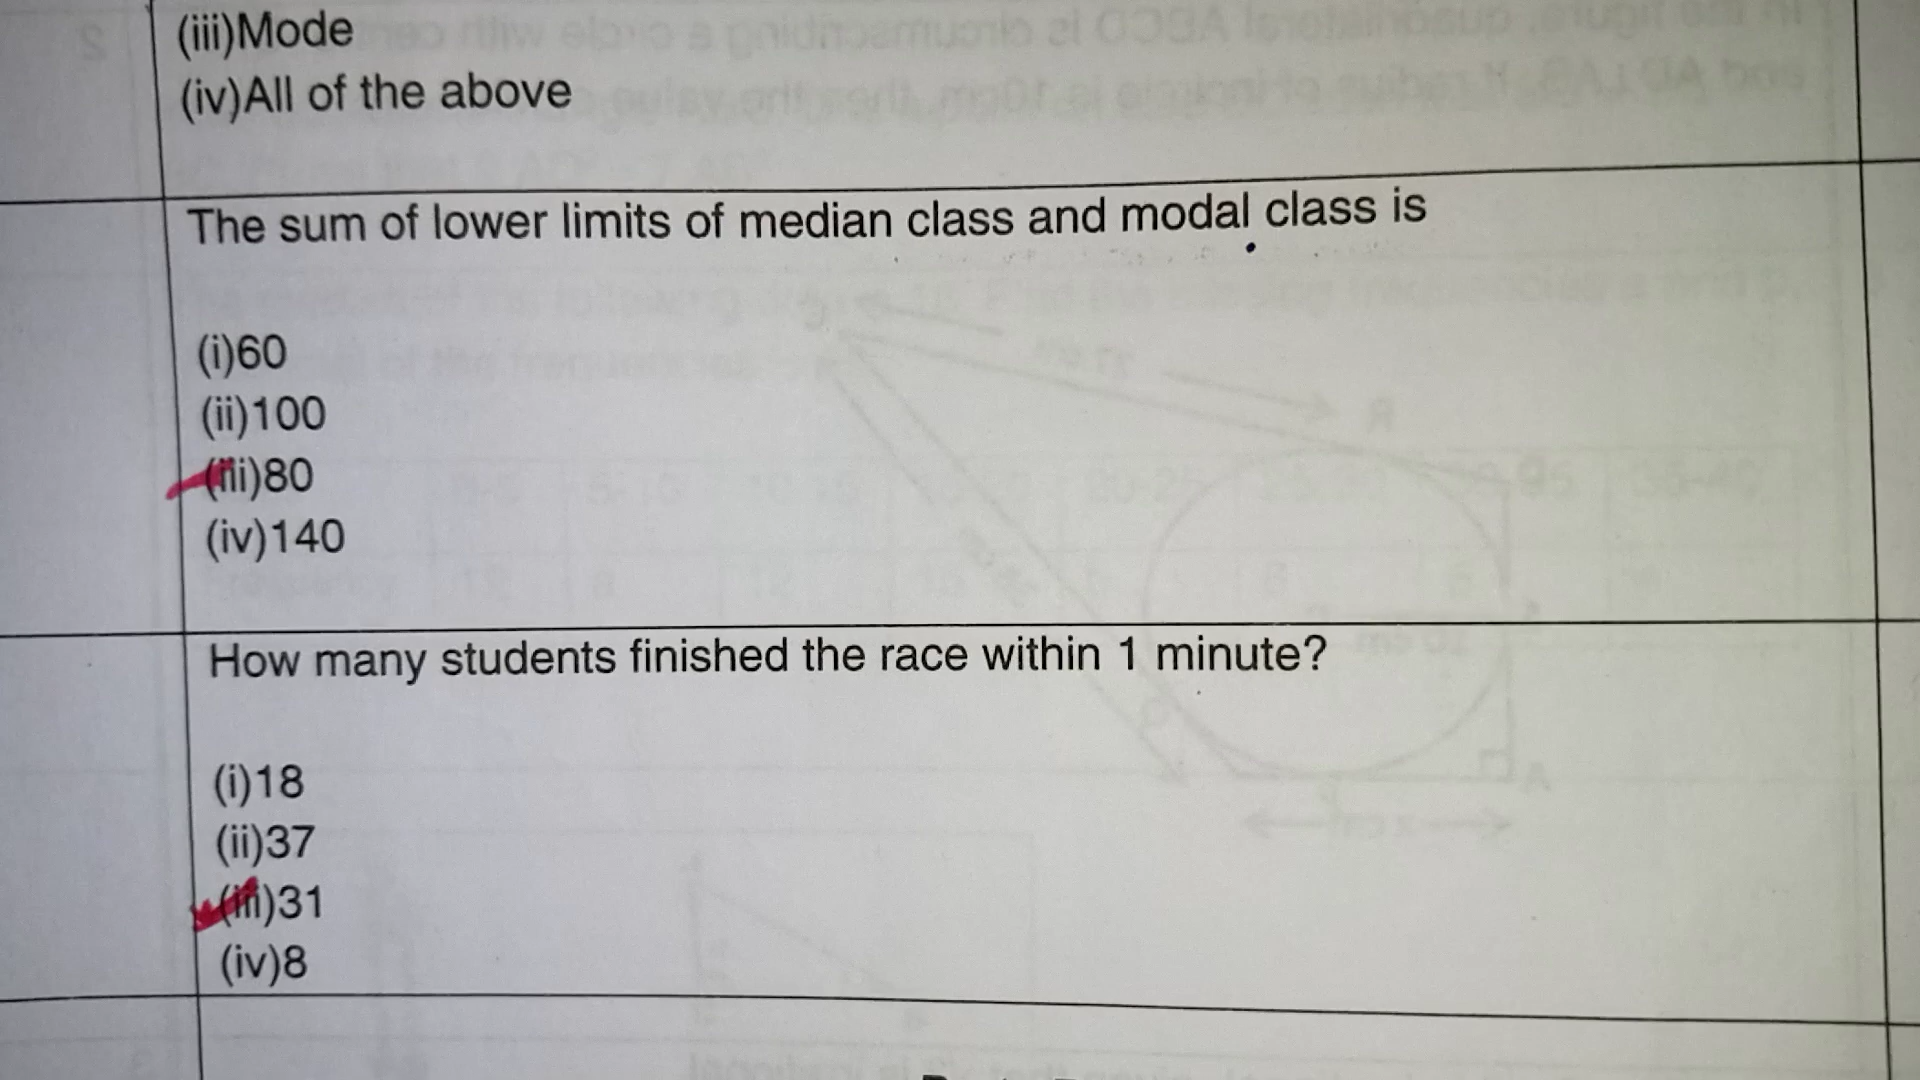 (iii)Mode
(iv)All of the above
The sum of lower limits of median class and modal class is
(i)60
(ii)100
(iii)80
(iv)140
How many students finished the race within 1 minute?
(i)18
(ii)37
(iii)31
(iv)8